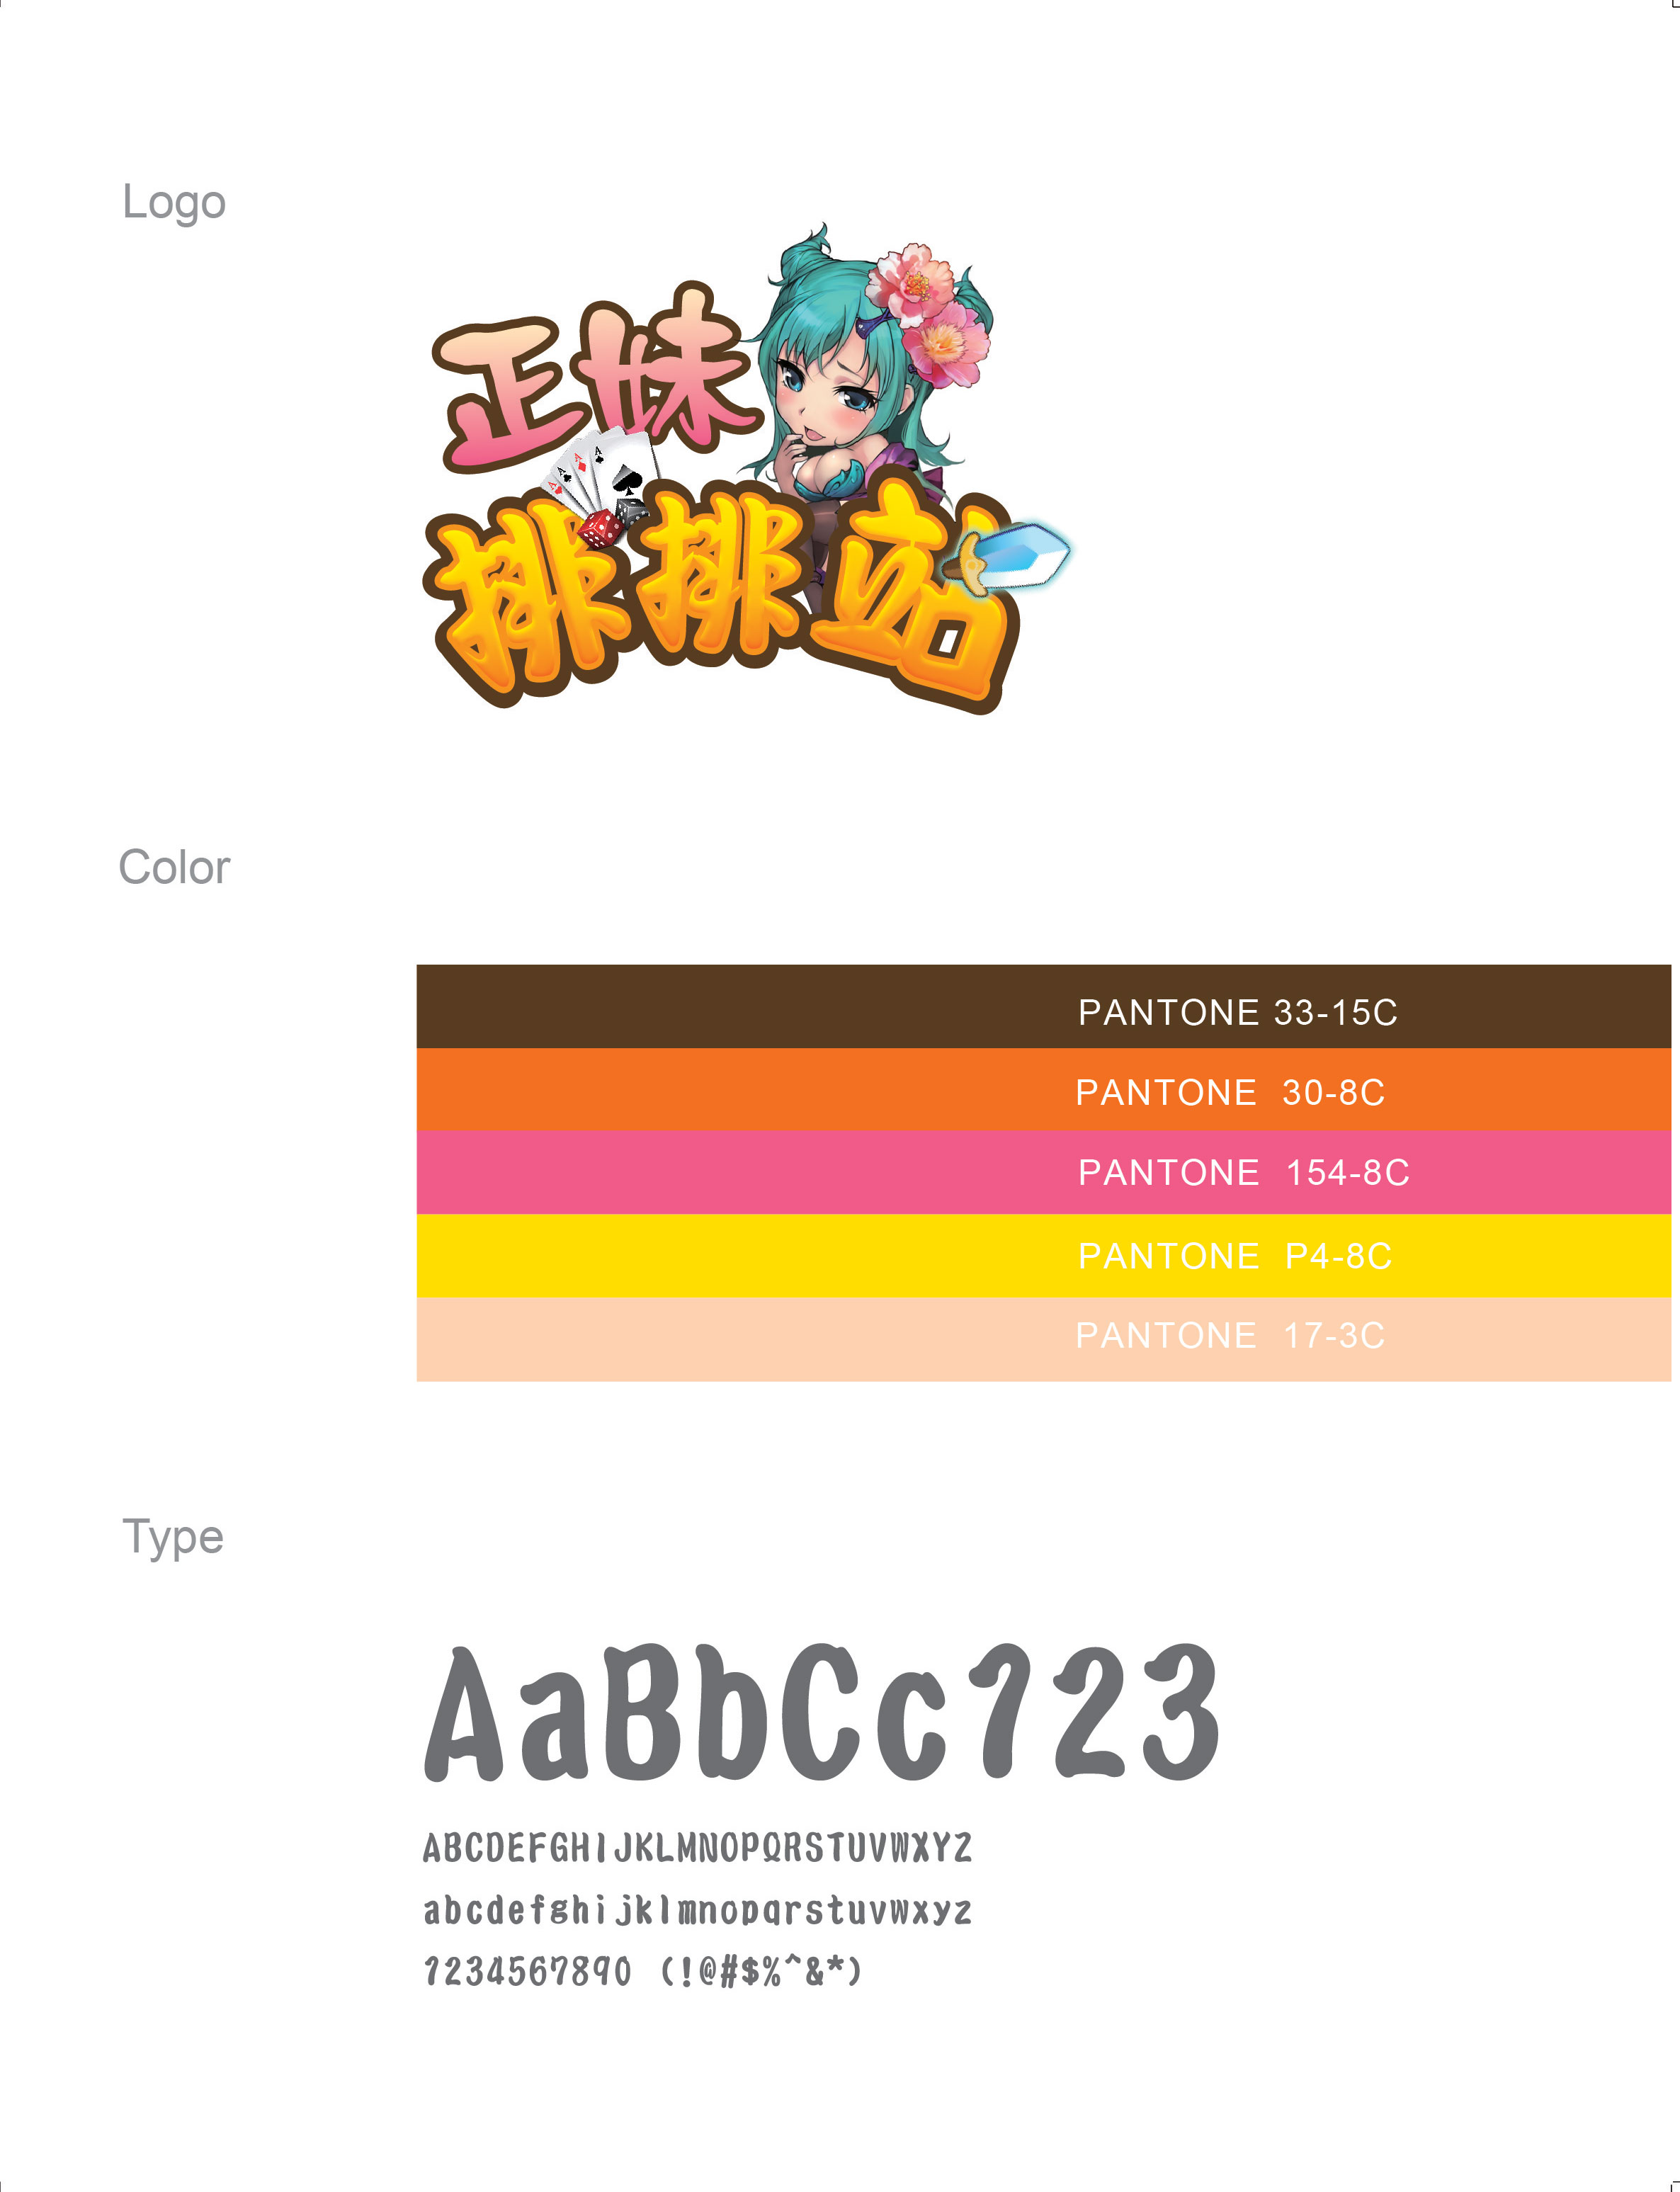 Logo
正妹
A A A A
排排站
Color
PANTONE 33-15C
PANTONE 30-8C
PANTONE 154-8C
PANTONE P4-8C
PANTONE 17-3C
Type
AaBbCc123
ABCDEFGHIJKLMNOPQRSTUVWXYZ
abcdefghijklmnopqrstuvwxyz
1234567890 (!@#$%^&*)